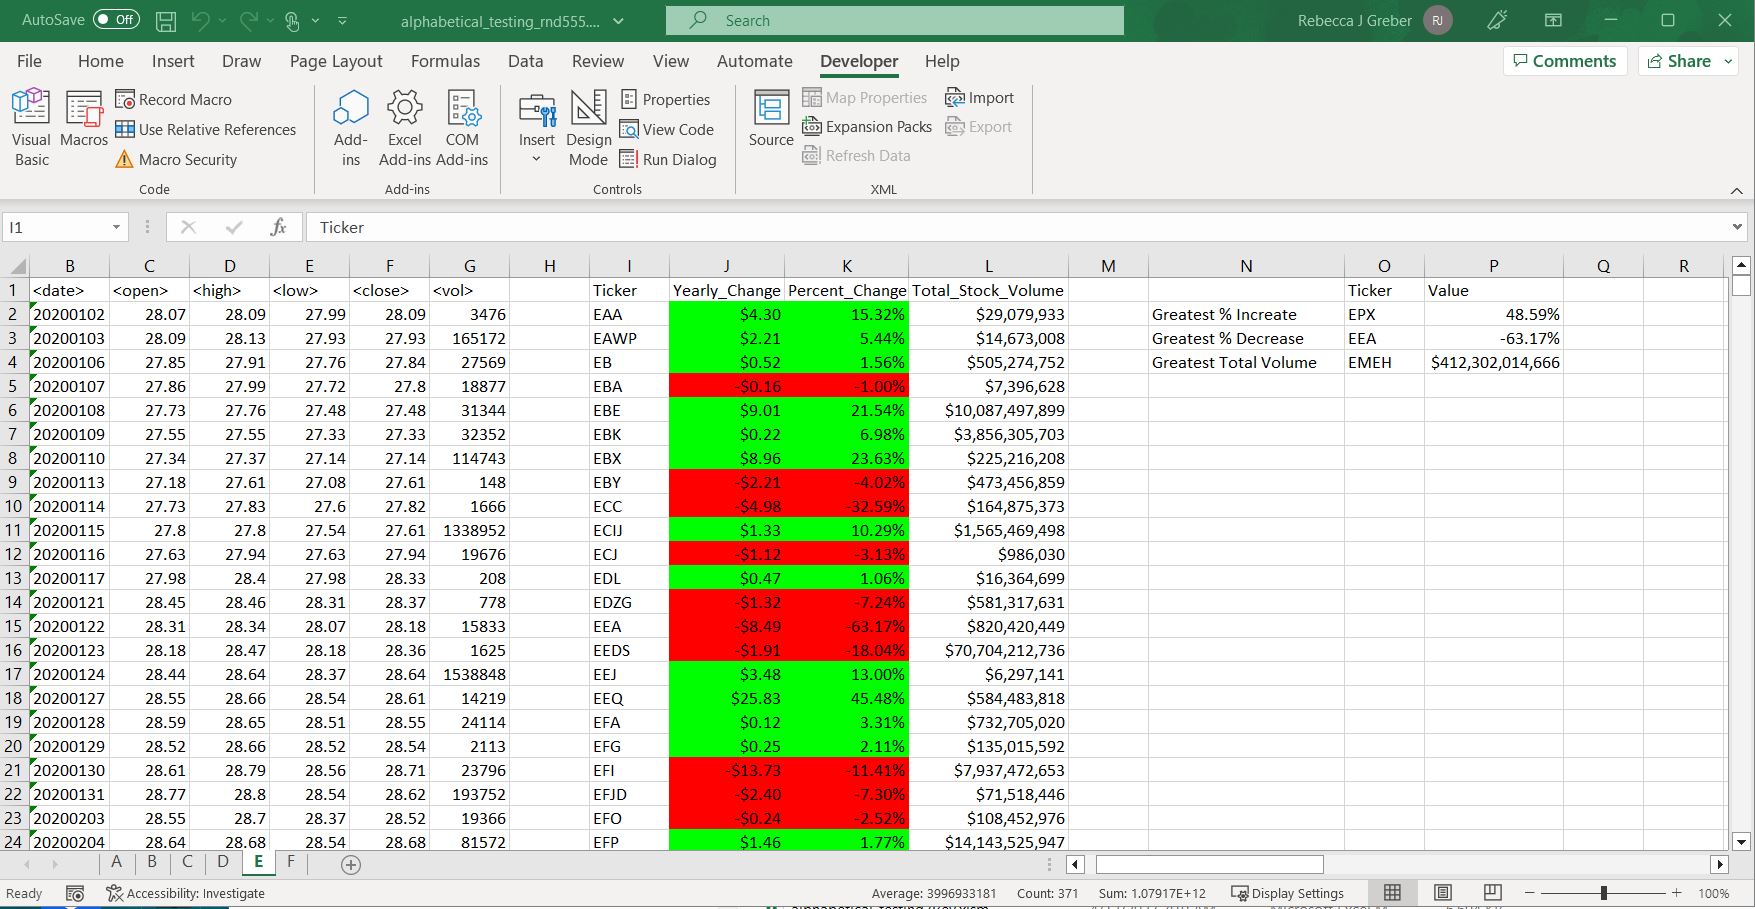 AutoSave Off alphabetical_testing_rnd555.... Search Rebecca J Greber RJ
File Home Insert Draw Page Layout Formulas Data Review View Automate Developer Help Comments Share
Visual Basic
Macros
Record Macro
Use Relative References
Macro Security
Code
Add-ins
Excel Add-ins
COM Add-ins
Add-ins
Insert
Design Mode
Properties
View Code
Run Dialog
Controls
Source
Map Properties
Expansion Packs
Refresh Data
Import
Export
XML
I1 fx Ticker
B C D E F G H I J K L M N O P Q R
1 <date> <open> <high> <low> <close> <vol> Ticker Yearly_Change Percent_Change Total_Stock_Volume Ticker Value
2 20200102 28.07 28.09 27.99 28.09 3476 EAA $4.30 15.32% $29,079,933 Greatest % Increate EPX 48.59%
3 20200103 28.09 28.13 27.93 27.93 165172 EAWP $2.21 5.44% $14,673,008 Greatest % Decrease EEA -63.17%
4 20200106 27.85 27.91 27.76 27.84 27569 EB $0.52 1.56% $505,274,752 Greatest Total Volume EMEH $412,302,014,666
5 20200107 27.86 27.99 27.72 27.8 18877 EBA -$0.16 -1.00% $7,396,628
6 20200108 27.73 27.76 27.48 27.48 31344 EBE $9.01 21.54% $10,087,497,899
7 20200109 27.55 27.55 27.33 27.33 32352 EBK $0.22 6.98% $3,856,305,703
8 20200110 27.34 27.37 27.14 27.14 114743 EBX $8.96 23.63% $225,216,208
9 20200113 27.18 27.61 27.08 27.61 148 EBY -$2.21 -4.02% $473,456,859
10 20200114 27.73 27.83 27.6 27.82 1666 ECC -$4.98 -32.59% $164,875,373
11 20200115 27.8 27.8 27.54 27.61 1338952 ECIJ $1.33 10.29% $1,565,469,498
12 20200116 27.63 27.94 27.63 27.94 19676 ECJ -$1.12 -3.13% $986,030
13 20200117 27.98 28.4 27.98 28.33 208 EDL $0.47 1.06% $16,364,699
14 20200121 28.45 28.46 28.31 28.37 778 EDZG -$1.32 -7.24% $581,317,631
15 20200122 28.31 28.34 28.07 28.18 15833 EEA -$8.49 -63.17% $820,420,449
16 20200123 28.18 28.47 28.18 28.36 1625 EEDS -$1.91 -18.04% $70,704,212,736
17 20200124 28.44 28.64 28.37 28.64 1538848 EEJ $3.48 13.00% $6,297,141
18 20200127 28.55 28.66 28.54 28.61 14219 EEQ $25.83 45.48% $584,483,818
19 20200128 28.59 28.65 28.51 28.55 24114 EFA $0.12 3.31% $732,705,020
20 20200129 28.52 28.66 28.52 28.54 2113 EFG $0.25 2.11% $135,015,592
21 20200130 28.61 28.79 28.56 28.71 23796 EFI -$13.73 -11.41% $7,937,472,653
22 20200131 28.77 28.8 28.54 28.62 193752 EFJD -$2.40 -7.30% $71,518,446
23 20200203 28.55 28.7 28.37 28.52 19366 EFO -$0.24 -2.52% $108,452,976
24 20200204 28.64 28.68 28.54 28.68 81572 EFP $1.46 1.77% $14,143,525,947
A B C D E F
Ready Accessibility: Investigate Average: 3996933181 Count: 371 Sum: 1.07917E+12 Display Settings 100%